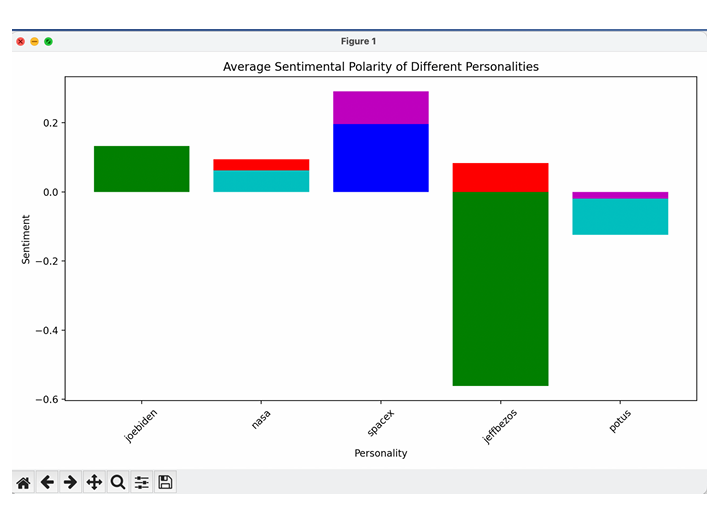 Figure 1
Average Sentimental Polarity of Different Personalities
Sentiment
0.2
0.0
−0.2
−0.4
−0.6
joebiden
nasa
spacex
jeffbezos
potus
Personality